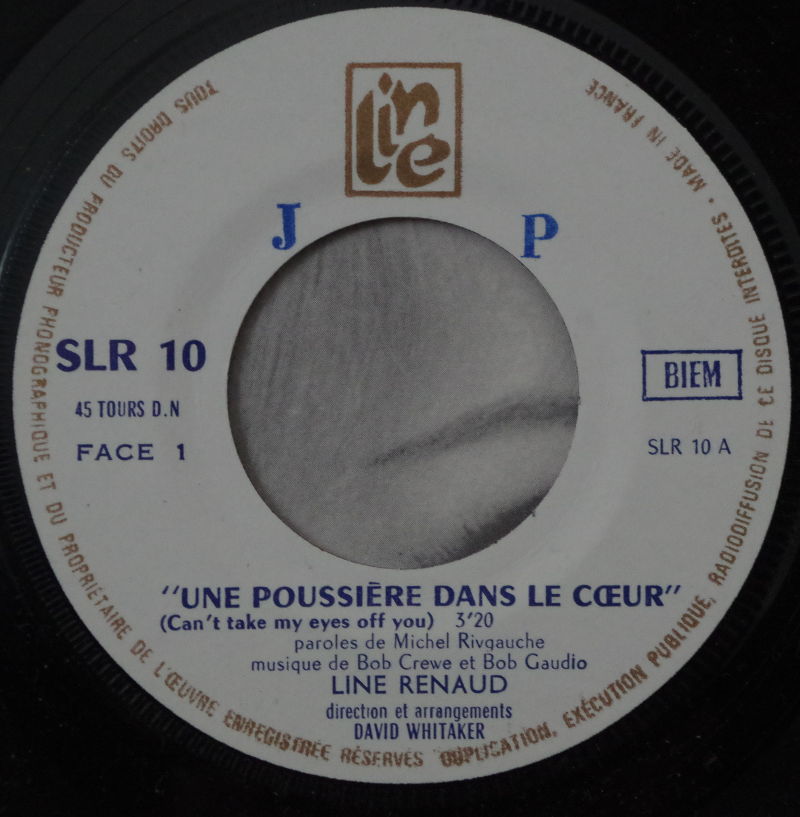 Line
J P
SLR 10
45 TOURS D.N
FACE 1
BIEM
SLR 10 A
"UNE POUSSIÈRE DANS LE CŒUR"
(Can't take my eyes off you) 3'20
paroles de Michel Rivgauche
musique de Bob Crewe et Bob Gaudio
LINE RENAUD
direction et arrangements
DAVID WHITAKER
TOUS DROITS DU PRODUCTEUR PHONOGRAPHIQUE ET DU PROPRIÉTAIRE DE L'ŒUVRE ENREGISTRÉE RÉSERVÉS DUPLICATION, EXÉCUTION PUBLIQUE, RADIODIFFUSION DE CE DISQUE INTERDITES · MADE IN FRANCE